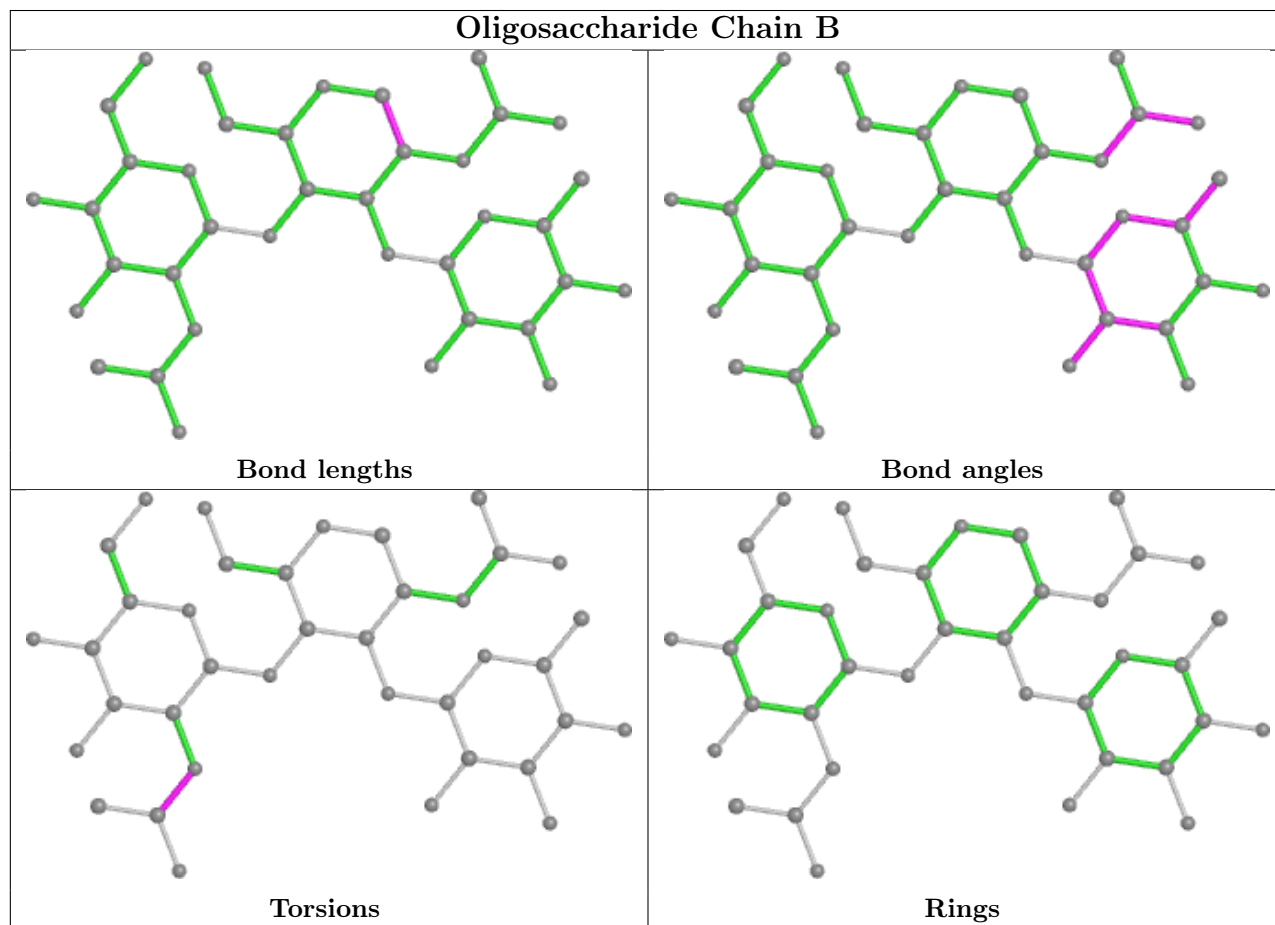 Oligosaccharide Chain B
Bond lengths
Bond angles
Torsions
Rings